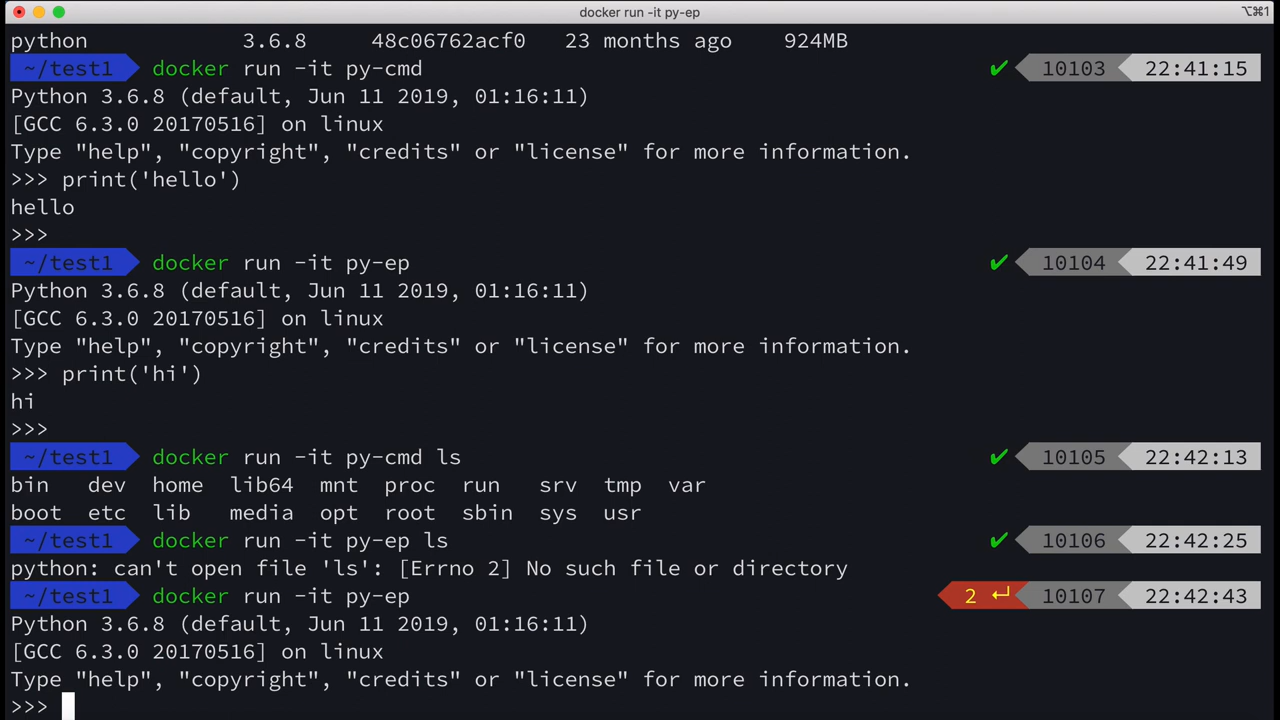 docker run -it py-ep ⌥⌘1
python 3.6.8 48c06762acf0 23 months ago 924MB
~/test1 docker run -it py-cmd ✔ 10103 22:41:15
Python 3.6.8 (default, Jun 11 2019, 01:16:11)
[GCC 6.3.0 20170516] on linux
Type "help", "copyright", "credits" or "license" for more information.
>>> print('hello')
hello
>>>
~/test1 docker run -it py-ep ✔ 10104 22:41:49
Python 3.6.8 (default, Jun 11 2019, 01:16:11)
[GCC 6.3.0 20170516] on linux
Type "help", "copyright", "credits" or "license" for more information.
>>> print('hi')
hi
>>>
~/test1 docker run -it py-cmd ls ✔ 10105 22:42:13
bin dev home lib64 mnt proc run srv tmp var
boot etc lib media opt root sbin sys usr
~/test1 docker run -it py-ep ls ✔ 10106 22:42:25
python: can't open file 'ls': [Errno 2] No such file or directory
~/test1 docker run -it py-ep 2 ↵ 10107 22:42:43
Python 3.6.8 (default, Jun 11 2019, 01:16:11)
[GCC 6.3.0 20170516] on linux
Type "help", "copyright", "credits" or "license" for more information.
>>>